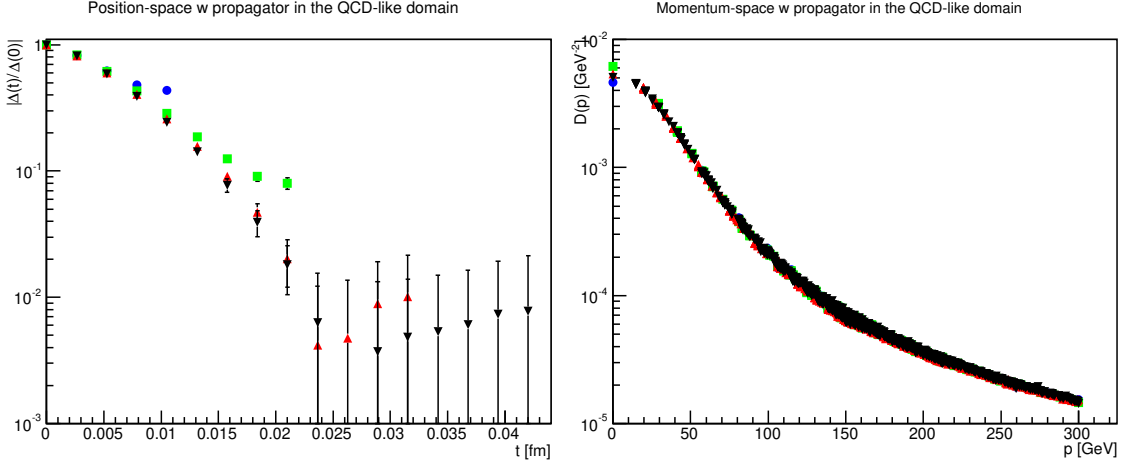 Position-space w propagator in the QCD-like domain
|Δ(t)/Δ(0)|
1
10^-1
10^-2
10^-3
0 0.005 0.01 0.015 0.02 0.025 0.03 0.035 0.04
t [fm]
Momentum-space w propagator in the QCD-like domain
D(p) [GeV^-2]
10^-2
10^-3
10^-4
10^-5
0 50 100 150 200 250 300
p [GeV]